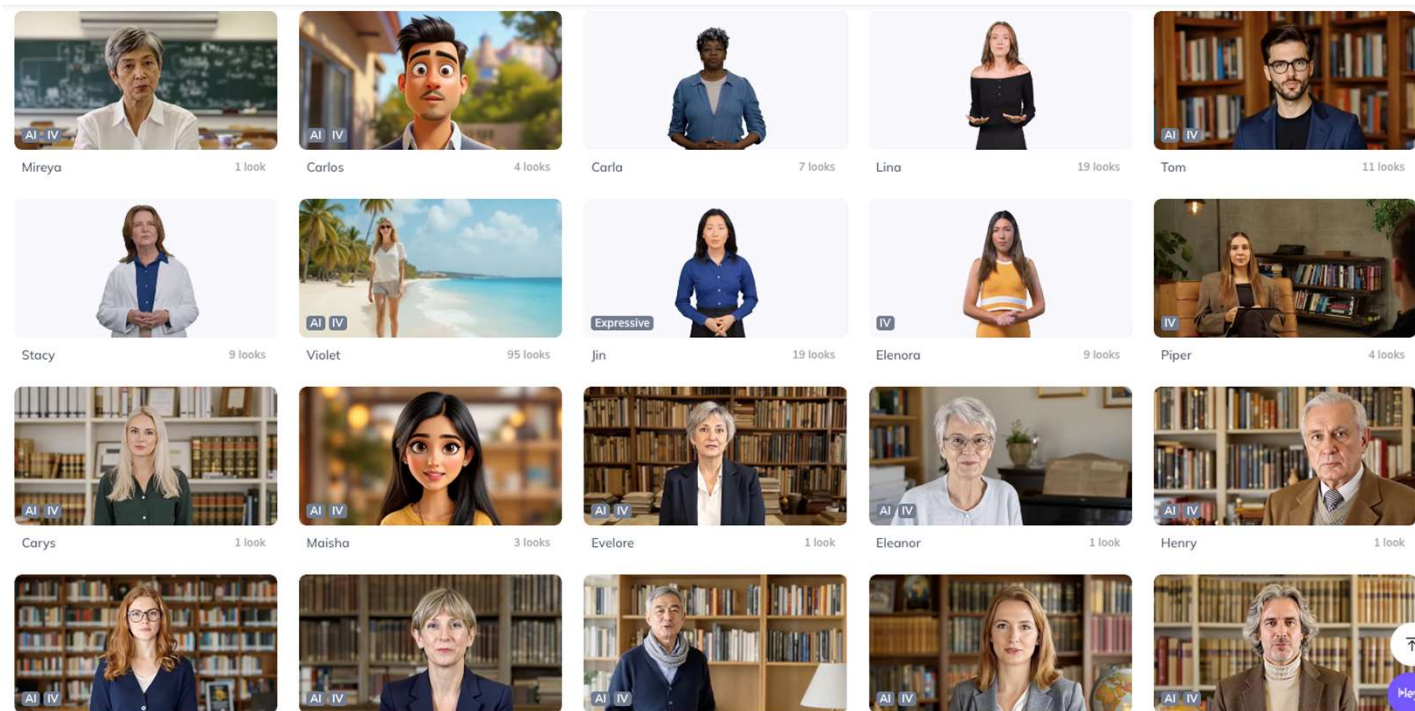 AI IV
AI IV
AI IV
Mireya 1 look
Carlos 4 looks
Carla 7 looks
Lina 19 looks
Tom 11 looks
AI IV
Expressive
IV
IV
Stacy 9 looks
Violet 95 looks
Jin 19 looks
Elenora 9 looks
Piper 4 looks
AI IV
AI IV
AI IV
AI IV
AI IV
Carys 1 look
Maisha 3 looks
Evelore 1 look
Eleanor 1 look
Henry 1 look
AI IV
AI IV
AI IV
AI IV
AI IV